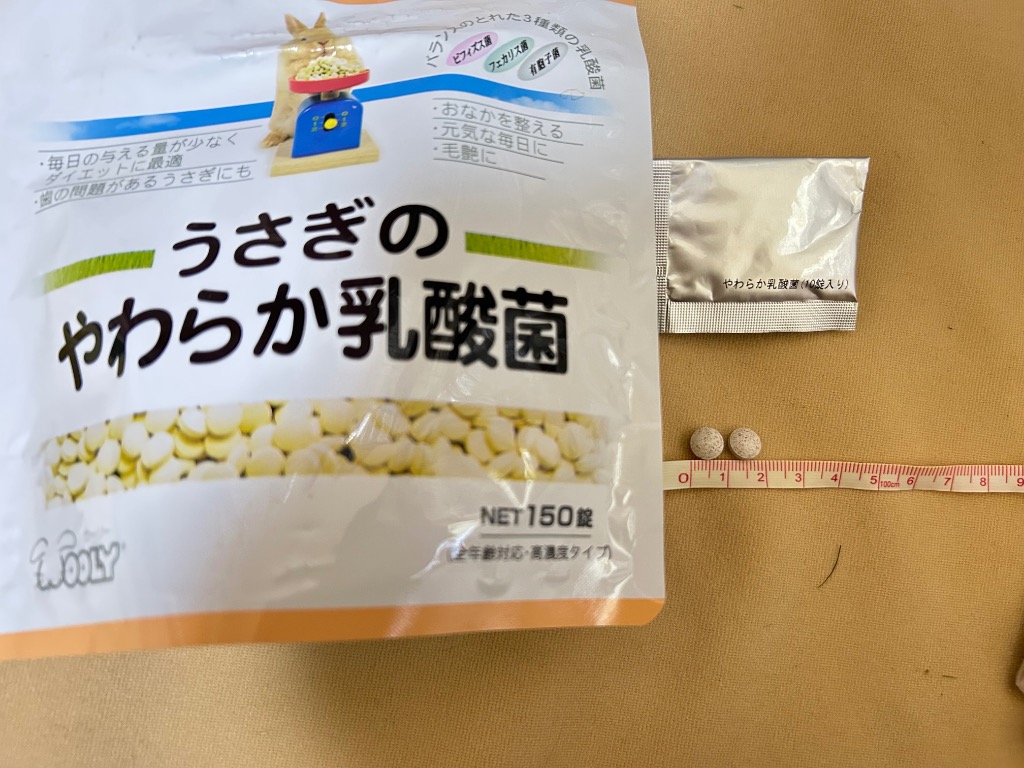 バランスのとれた3種類の乳酸菌
ビフィズス菌
フェカリス菌
有胞子菌
・毎日の与える量が少なく
ダイエットに最適
・歯の問題があるうさぎにも
・おなかを整える
・元気な毎日に
・毛艶に
うさぎの
やわらか乳酸菌
NET150錠
(全年齢対応・高濃度タイプ)
WOOLY
やわらか乳酸菌(10錠入り)
0 1 2 3 4 5 100cm 6 7 8 9